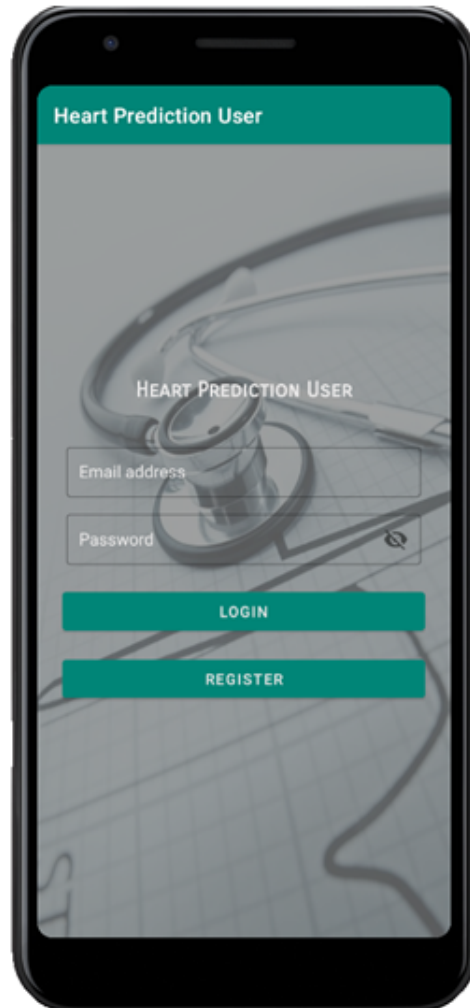 Heart Prediction User
HEART PREDICTION USER
Email address
Password
LOGIN
REGISTER